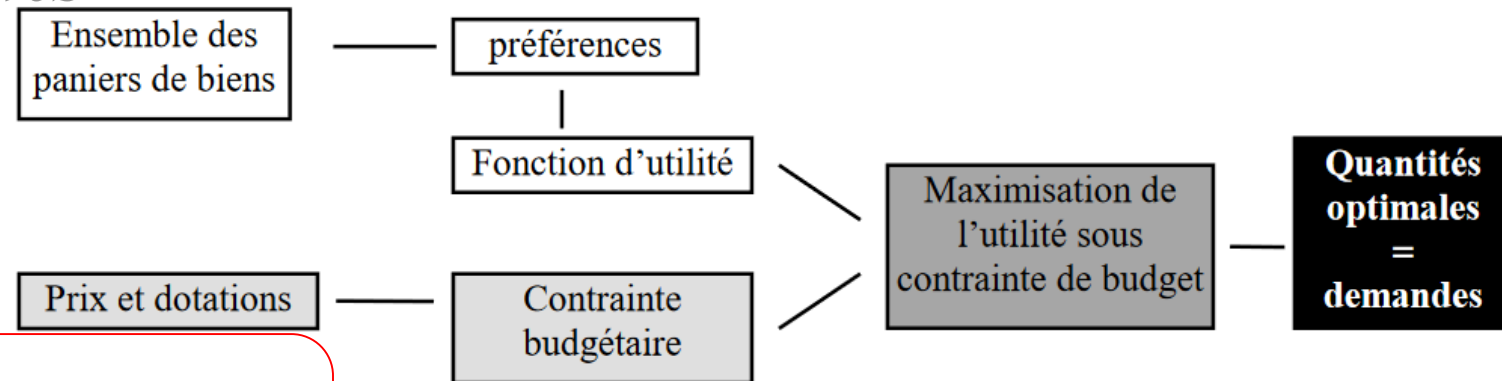 Ensemble des
paniers de biens
préférences
Fonction d'utilité
Prix et dotations
Contrainte
budgétaire
Maximisation de
l'utilité sous
contrainte de budget
Quantités
optimales
=
demandes